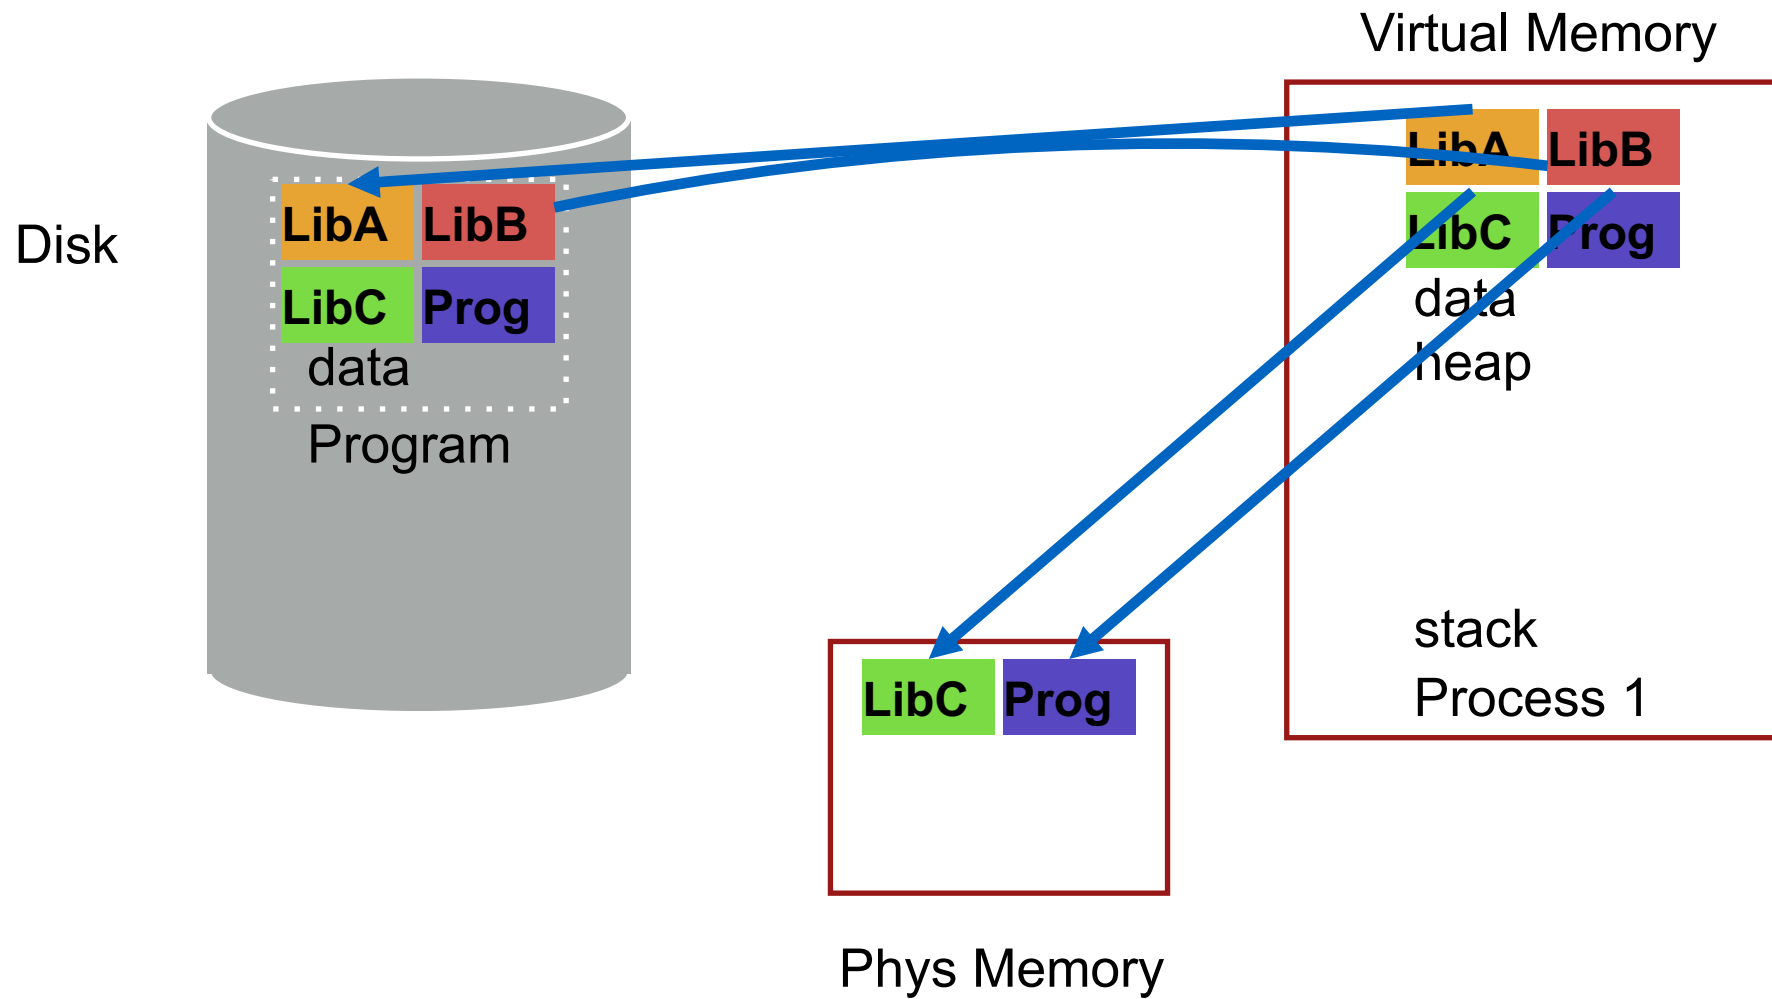 Virtual Memory
Disk
LibA LibB
LibC Prog
data
Program
LibA LibB
LibC Prog
data
heap
stack
Process 1
LibC Prog
Phys Memory